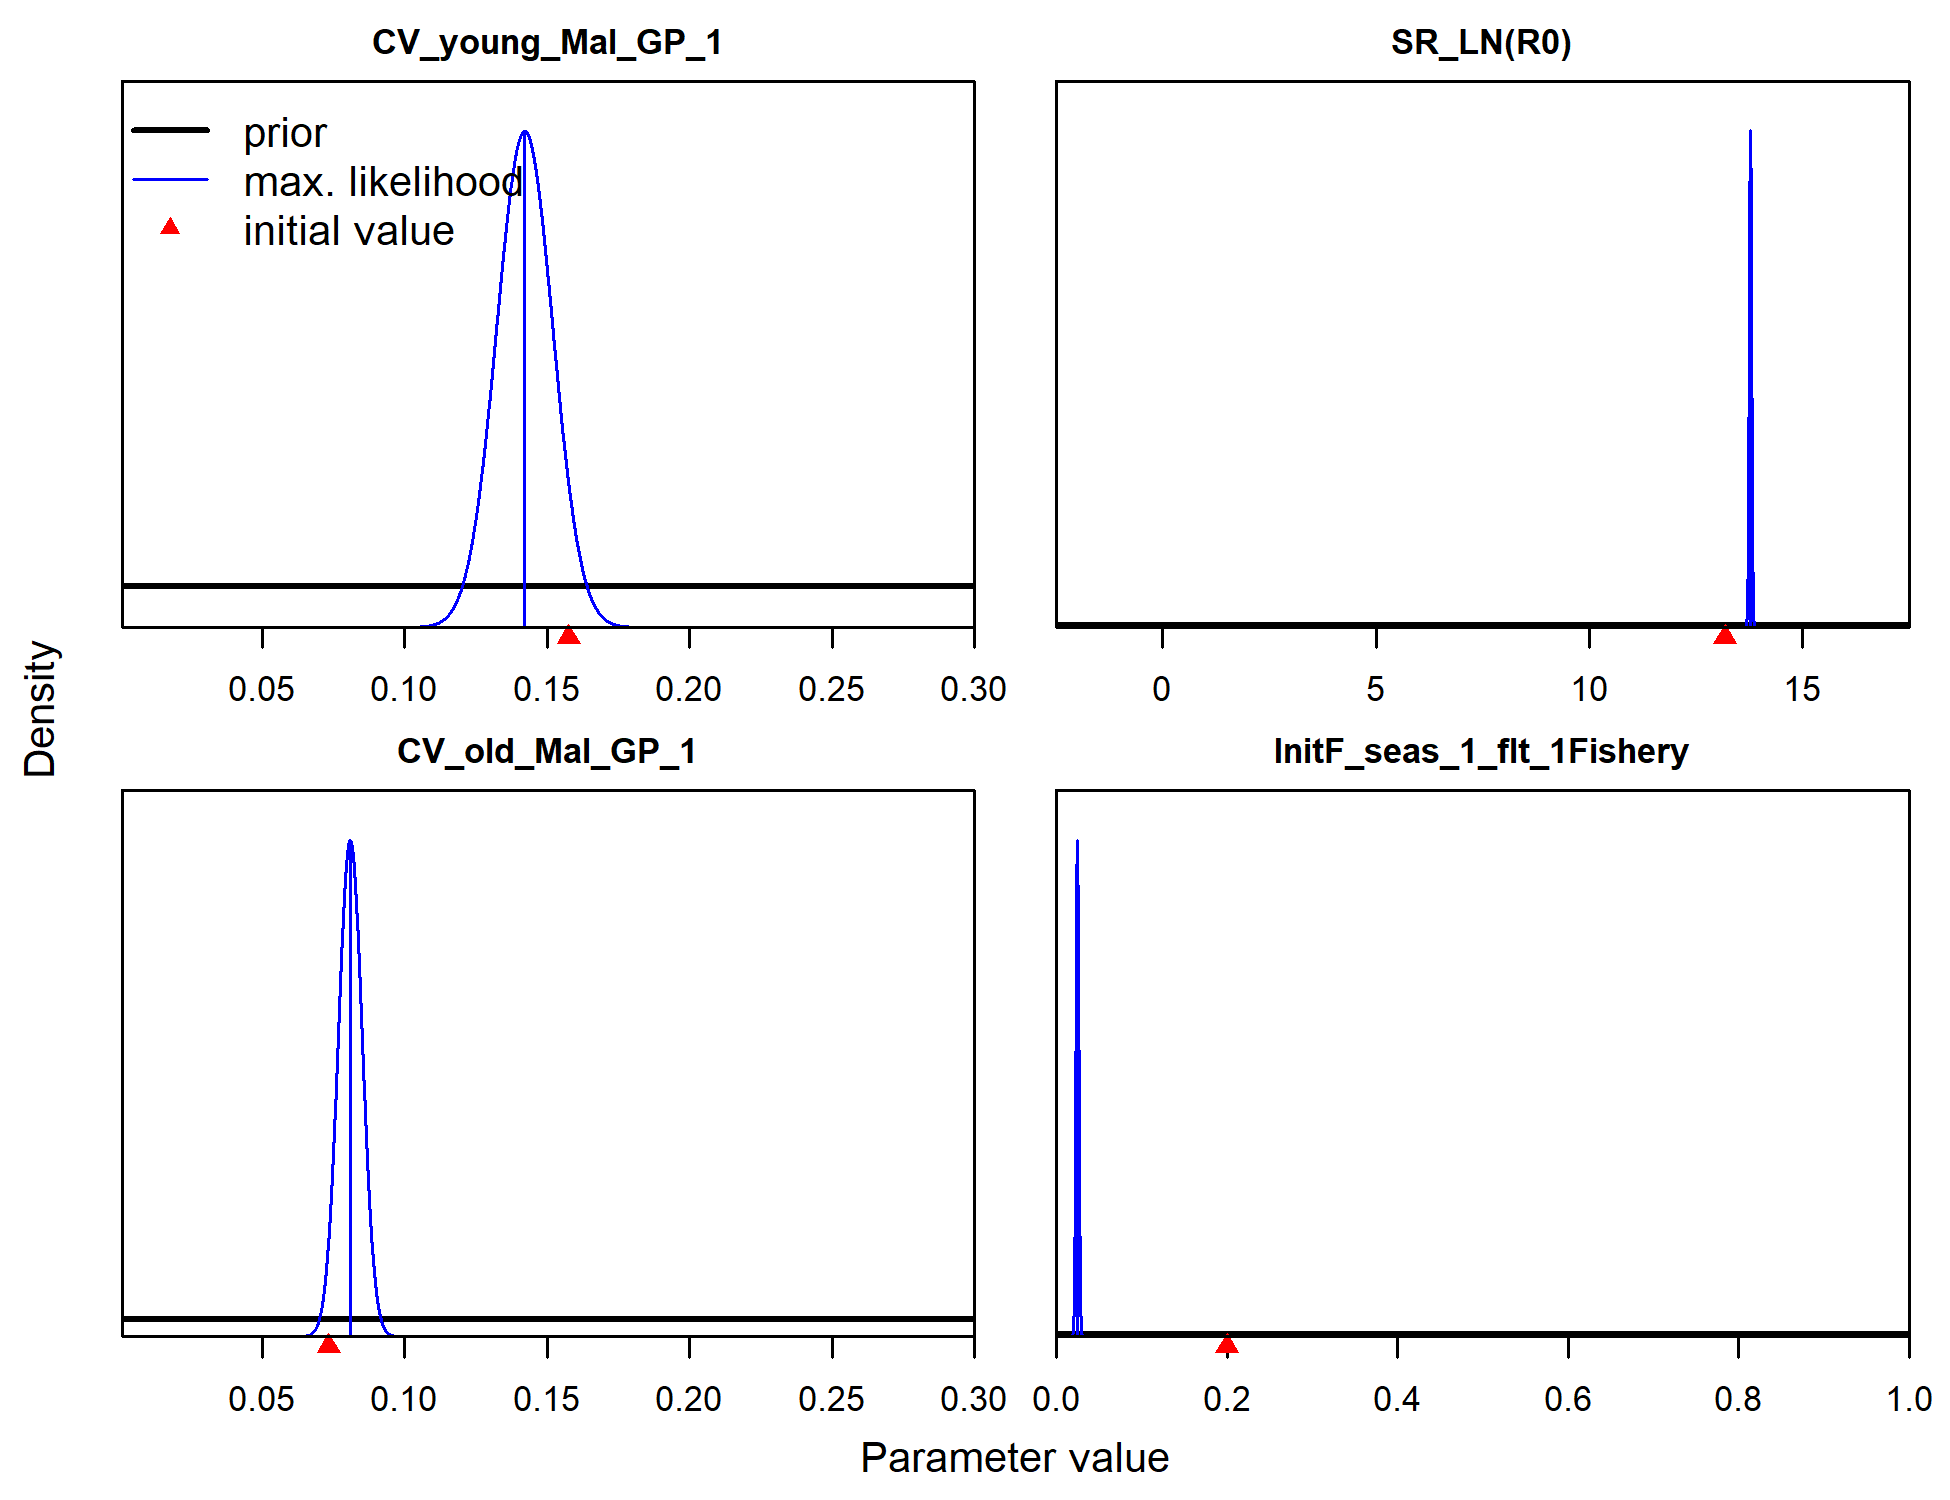 CV_young_Mal_GP_1
prior
max. likelihood
initial value
0.05 0.10 0.15 0.20 0.25 0.30
SR_LN(R0)
0 5 10 15
CV_old_Mal_GP_1
0.05 0.10 0.15 0.20 0.25 0.30
InitF_seas_1_flt_1Fishery
0.0 0.2 0.4 0.6 0.8 1.0
Density
Parameter value